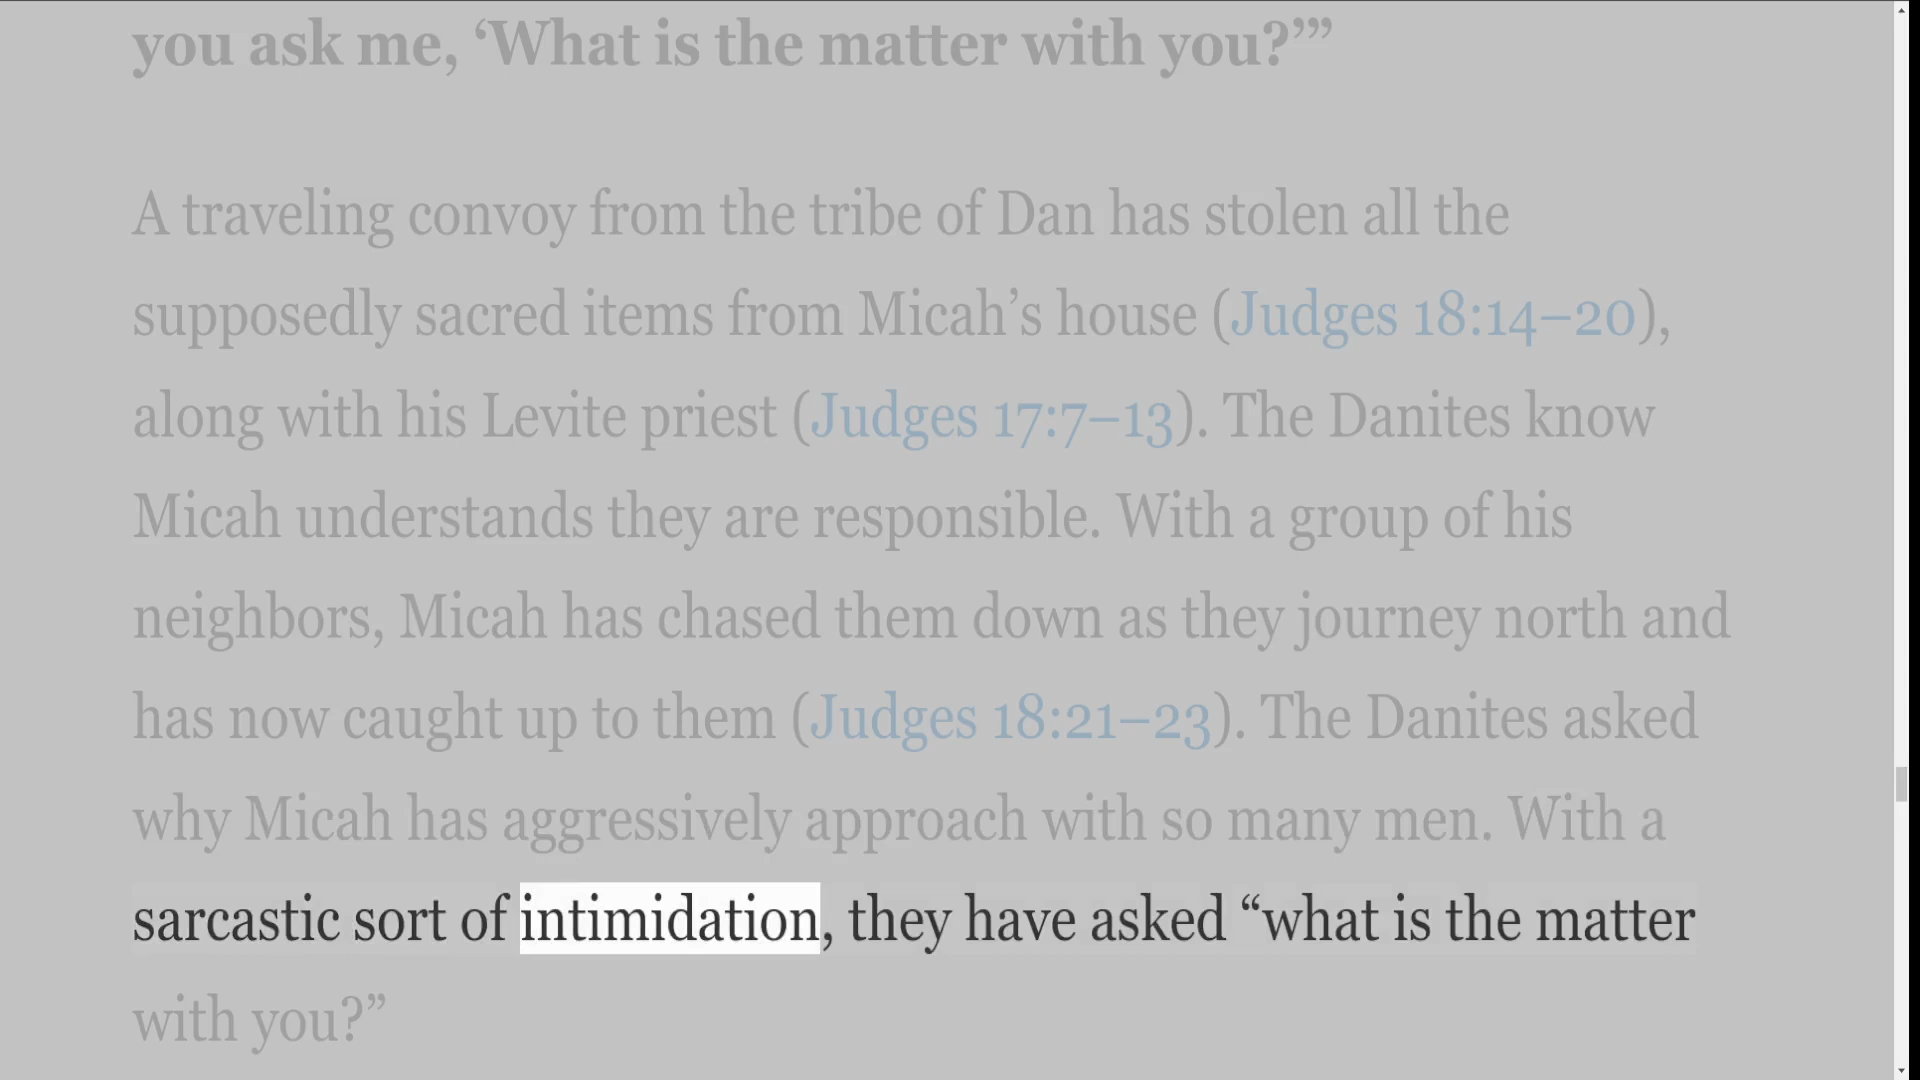 you ask me, ‘What is the matter with you?’”
A traveling convoy from the tribe of Dan has stolen all the
supposedly sacred items from Micah’s house (Judges 18:14–20),
along with his Levite priest (Judges 17:7–13). The Danites know
Micah understands they are responsible. With a group of his
neighbors, Micah has chased them down as they journey north and
has now caught up to them (Judges 18:21–23). The Danites asked
why Micah has aggressively approach with so many men. With a
sarcastic sort of intimidation, they have asked “what is the matter
with you?”